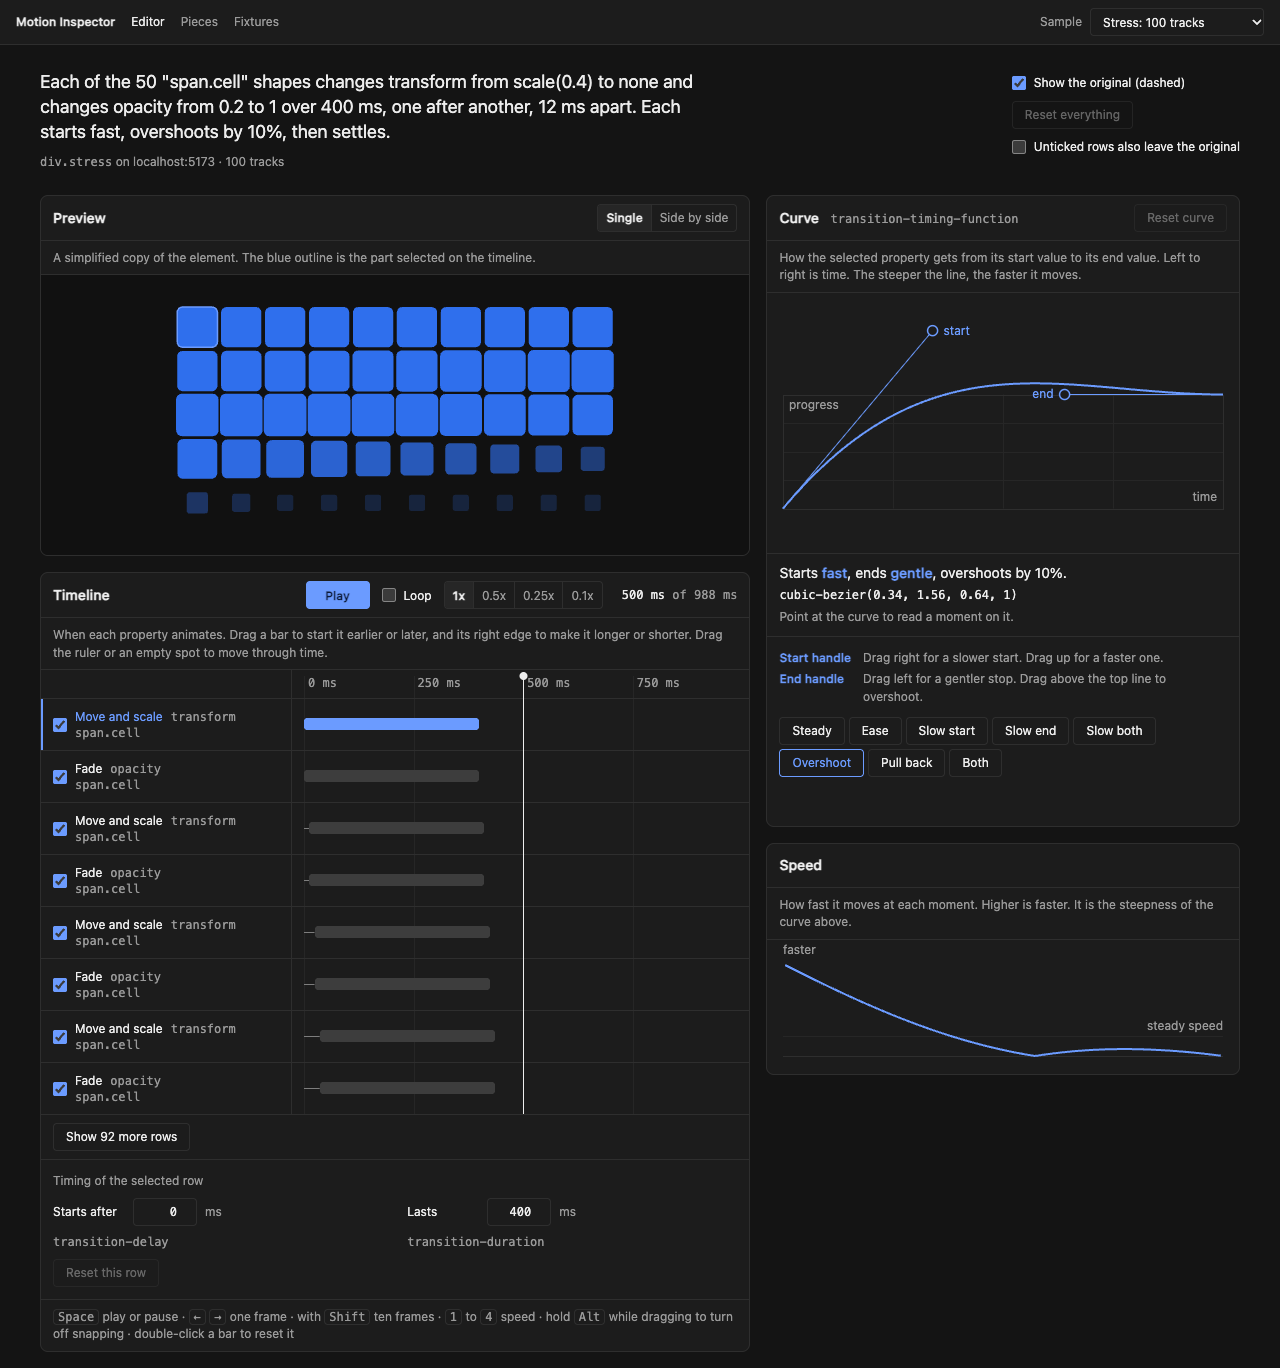 Motion Inspector Editor Pieces Fixtures
Sample Stress: 100 tracks
Each of the 50 "span.cell" shapes changes transform from scale(0.4) to none and
changes opacity from 0.2 to 1 over 400 ms, one after another, 12 ms apart. Each
starts fast, overshoots by 10%, then settles.
div.stress on localhost:5173 · 100 tracks
Show the original (dashed)
Reset everything
Unticked rows also leave the original
Preview
Single Side by side
A simplified copy of the element. The blue outline is the part selected on the timeline.
Timeline
Play Loop 1x 0.5x 0.25x 0.1x 500 ms of 988 ms
When each property animates. Drag a bar to start it earlier or later, and its right edge to make it longer or shorter. Drag
the ruler or an empty spot to move through time.
0 ms 250 ms 500 ms 750 ms
Move and scale transform
span.cell
Fade opacity
span.cell
Move and scale transform
span.cell
Fade opacity
span.cell
Move and scale transform
span.cell
Fade opacity
span.cell
Move and scale transform
span.cell
Fade opacity
span.cell
Show 92 more rows
Timing of the selected row
Starts after 0 ms Lasts 400 ms
transition-delay transition-duration
Reset this row
Space play or pause · ← → one frame · with Shift ten frames · 1 to 4 speed · hold Alt while dragging to turn
off snapping · double-click a bar to reset it
Curve transition-timing-function Reset curve
How the selected property gets from its start value to its end value. Left to
right is time. The steeper the line, the faster it moves.
start
end
progress
time
Starts fast, ends gentle, overshoots by 10%.
cubic-bezier(0.34, 1.56, 0.64, 1)
Point at the curve to read a moment on it.
Start handle Drag right for a slower start. Drag up for a faster one.
End handle Drag left for a gentler stop. Drag above the top line to
overshoot.
Steady Ease Slow start Slow end Slow both
Overshoot Pull back Both
Speed
How fast it moves at each moment. Higher is faster. It is the steepness of the
curve above.
faster
steady speed